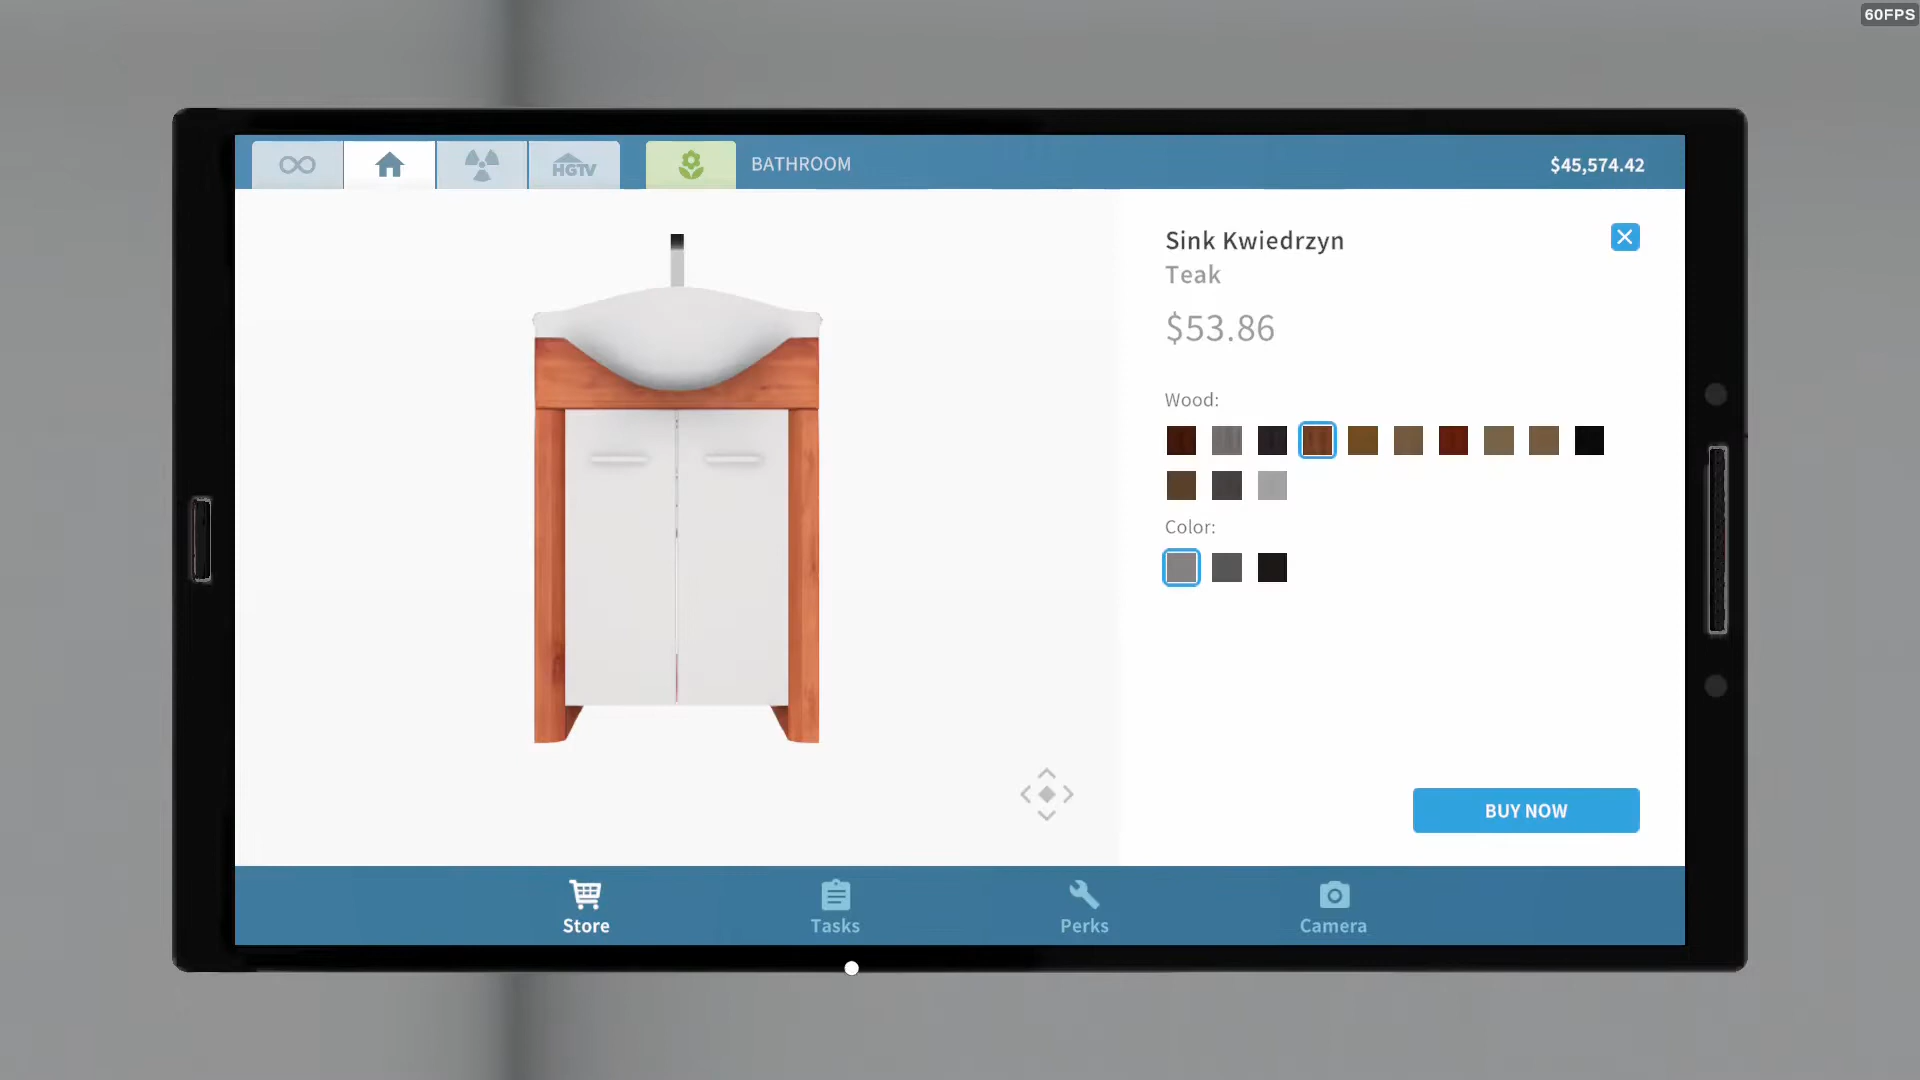 60FPS
HGTV
BATHROOM
$45,574.42
Sink Kwiedrzyn
Teak
$53.86
Wood:
Color:
BUY NOW
Store
Tasks
Perks
Camera